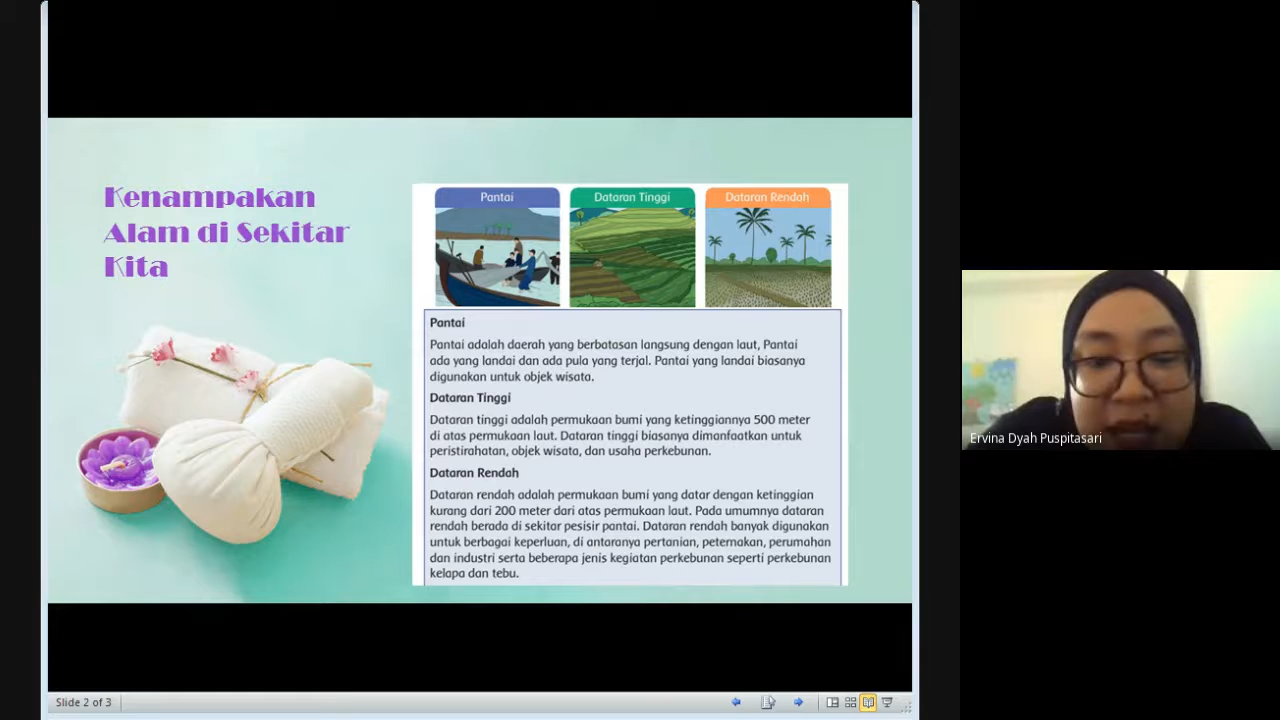 Kenampakan
Alam di Sekitar
Kita
Pantai
Dataran Tinggi
Dataran Rendah
Pantai
Pantai adalah daerah yang berbatasan langsung dengan laut, Pantai
ada yang landai dan ada pula yang terjal. Pantai yang landai biasanya
digunakan untuk objek wisata.
Dataran Tinggi
Dataran tinggi adalah permukaan bumi yang ketinggiannya 500 meter
di atas permukaan laut. Dataran tinggi biasanya dimanfaatkan untuk
peristirahatan, objek wisata, dan usaha perkebunan.
Dataran Rendah
Dataran rendah adalah permukaan bumi yang datar dengan ketinggian
kurang dari 200 meter dari atas permukaan laut. Pada umumnya dataran
rendah berada di sekitar pesisir pantai. Dataran rendah banyak digunakan
untuk berbagai keperluan, di antaranya pertanian, peternakan, perumahan
dan industri serta beberapa jenis kegiatan perkebunan seperti perkebunan
kelapa dan tebu.
Slide 2 of 3
Ervina Dyah Puspitasari